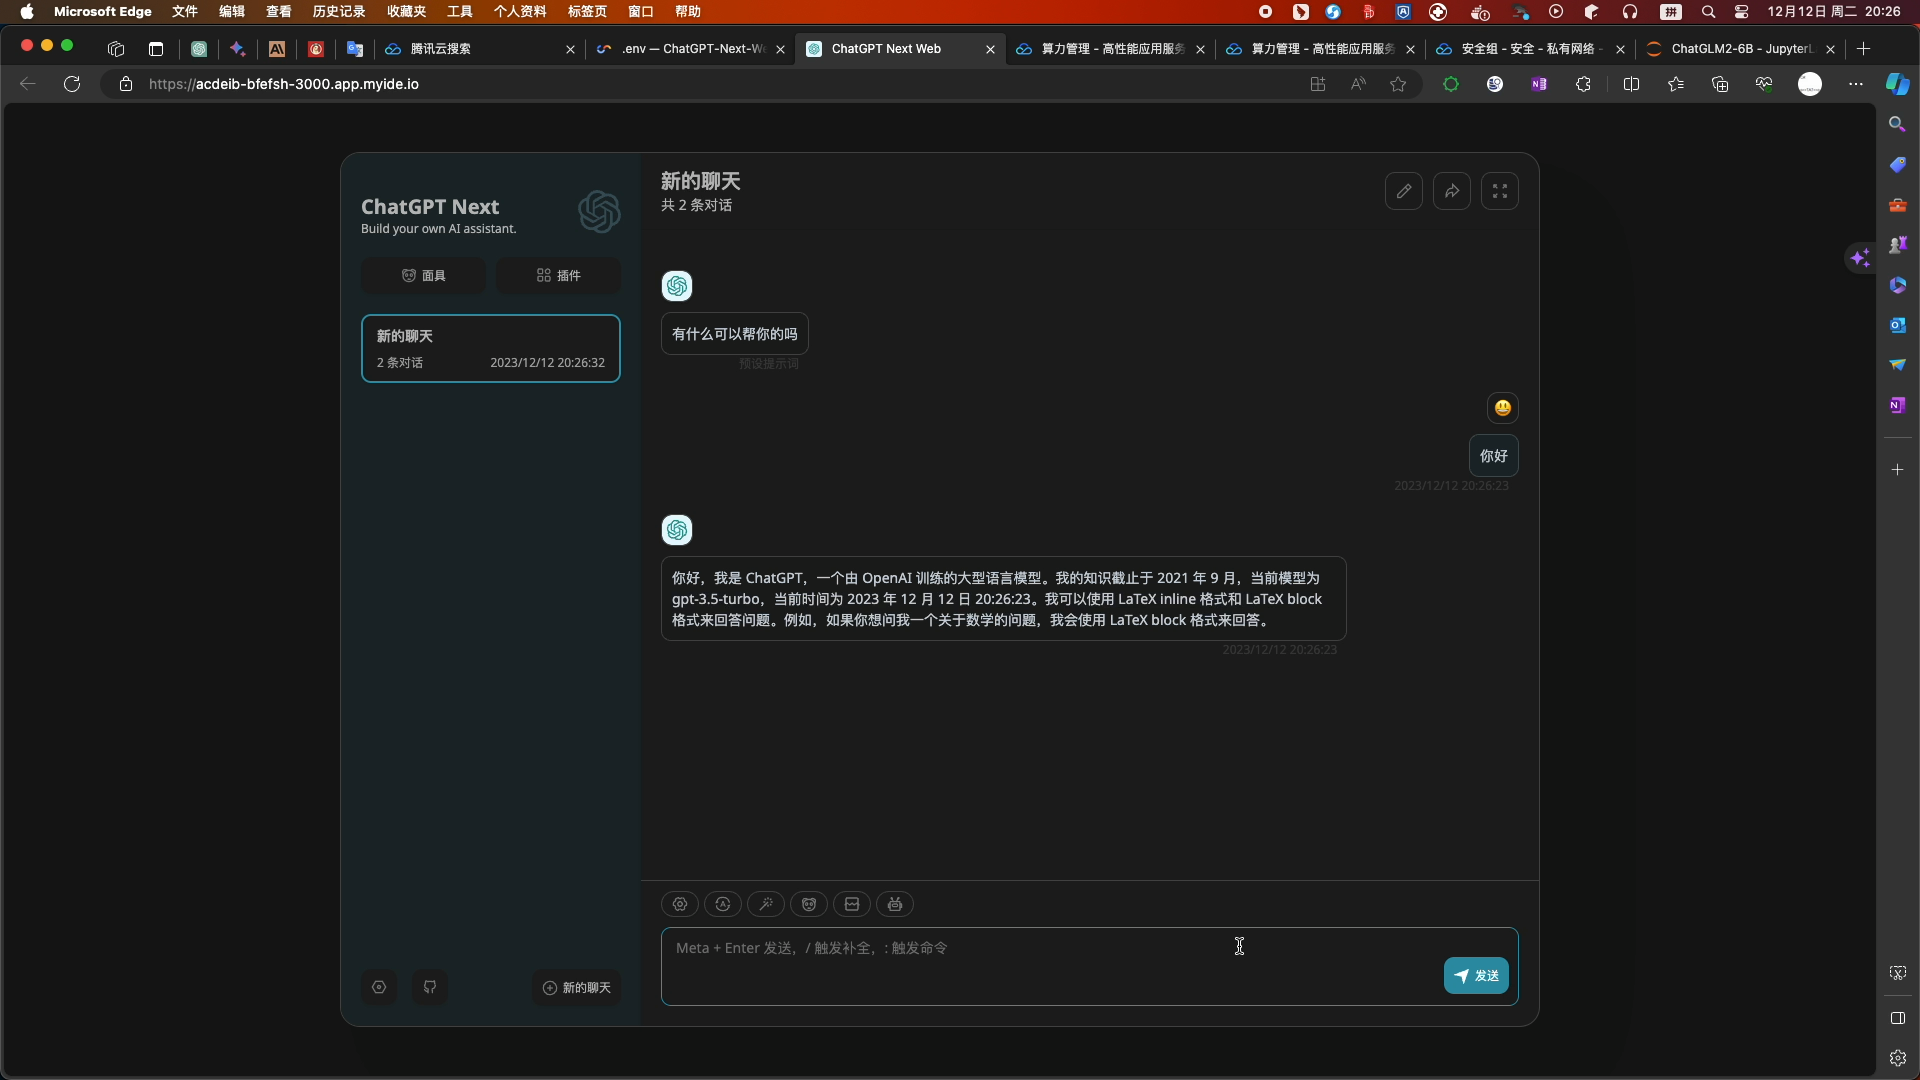 Microsoft Edge 文件 编辑 查看 历史记录 收藏夹 工具 个人资料 标签页 窗口 帮助 拼 12月12日 周二 20:26
腾讯云搜索 .env — ChatGPT-Next-We ChatGPT Next Web 算力管理 - 高性能应用服务 算力管理 - 高性能应用服务 安全组 - 安全 - 私有网络 - ChatGLM2-6B - JupyterL
https://acdeib-bfefsh-3000.app.myide.io
ChatGPT Next
Build your own AI assistant.
面具 插件
新的聊天
2 条对话 2023/12/12 20:26:32
新的聊天
共 2 条对话
有什么可以帮你的吗
预设提示词
你好
2023/12/12 20:26:23
你好，我是 ChatGPT，一个由 OpenAI 训练的大型语言模型。我的知识截止于 2021 年 9 月，当前模型为
gpt-3.5-turbo，当前时间为 2023 年 12 月 12 日 20:26:23。我可以使用 LaTeX inline 格式和 LaTeX block
格式来回答问题。例如，如果你想问我一个关于数学的问题，我会使用 LaTeX block 格式来回答。
2023/12/12 20:26:23
Meta + Enter 发送，/ 触发补全，: 触发命令
发送
新的聊天